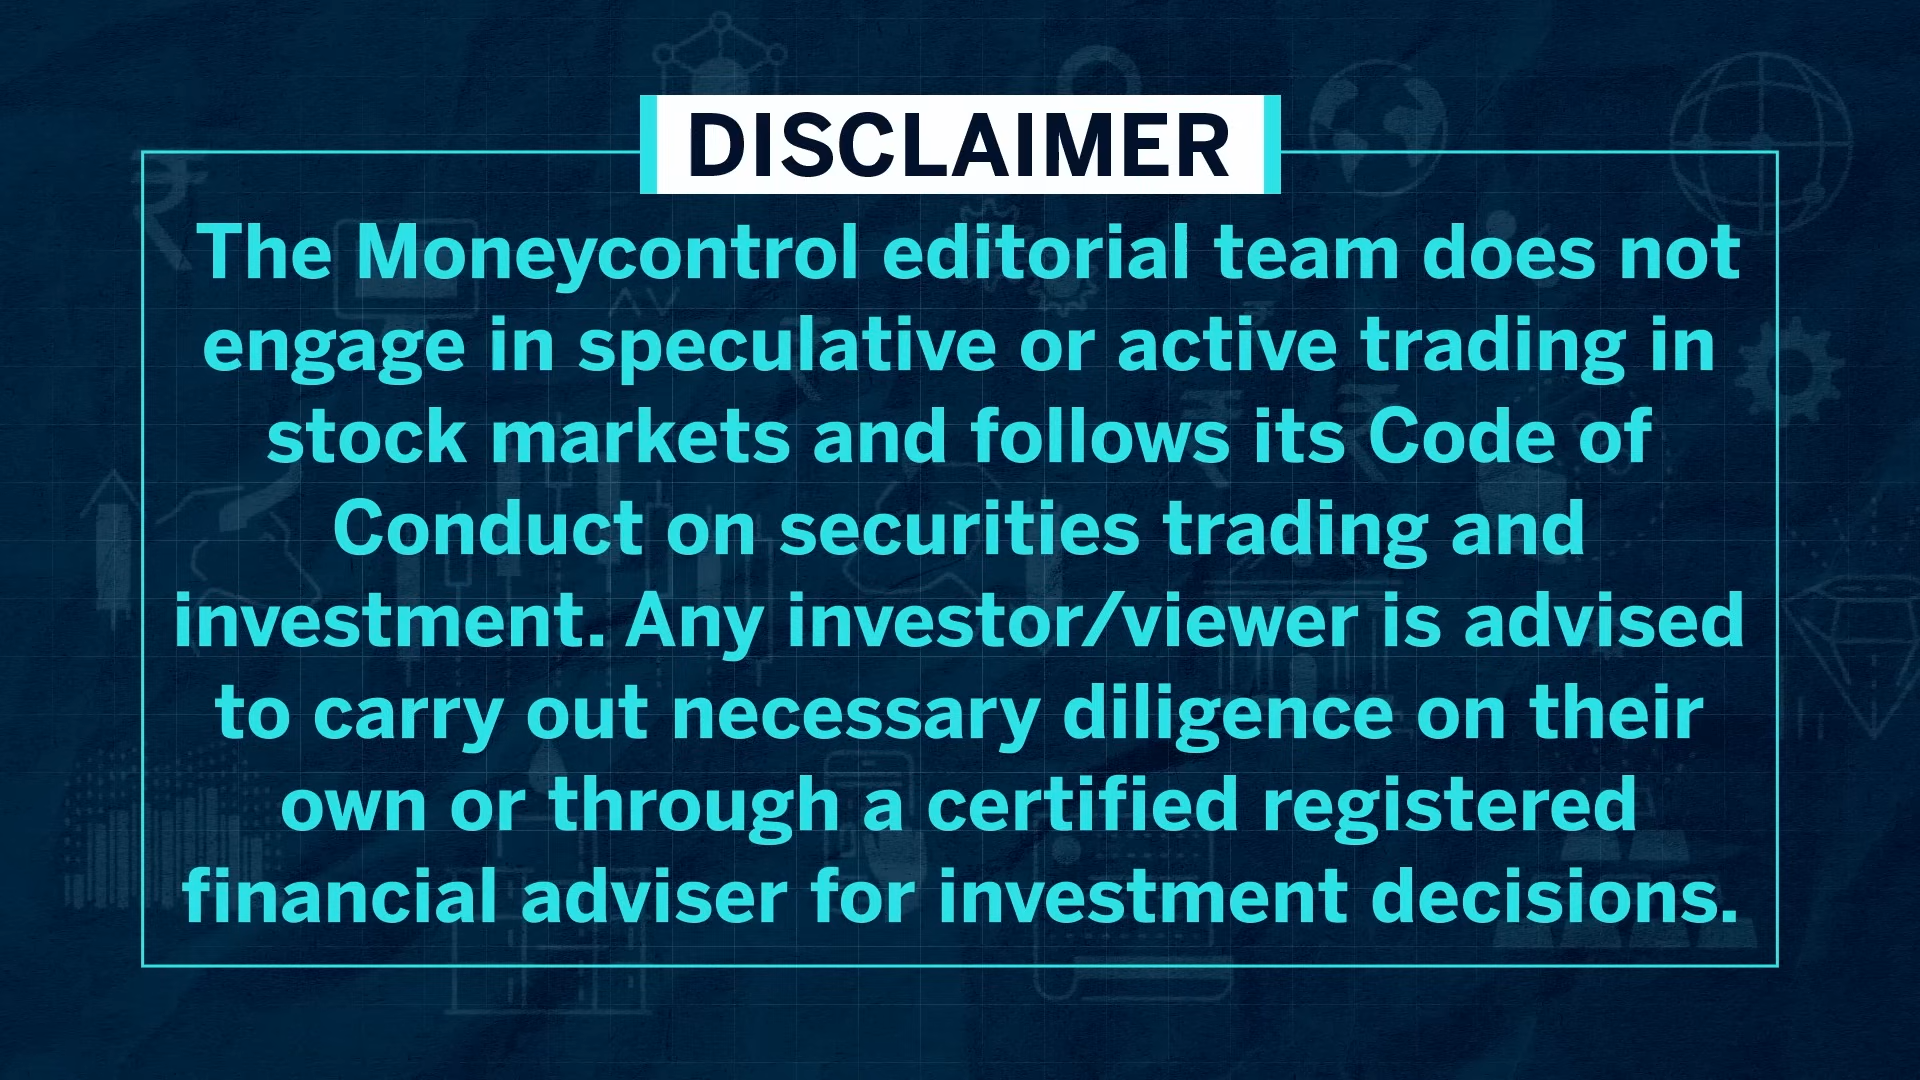 DISCLAIMER
The Moneycontrol editorial team does not
engage in speculative or active trading in
stock markets and follows its Code of
Conduct on securities trading and
investment. Any investor/viewer is advised
to carry out necessary diligence on their
own or through a certified registered
financial adviser for investment decisions.